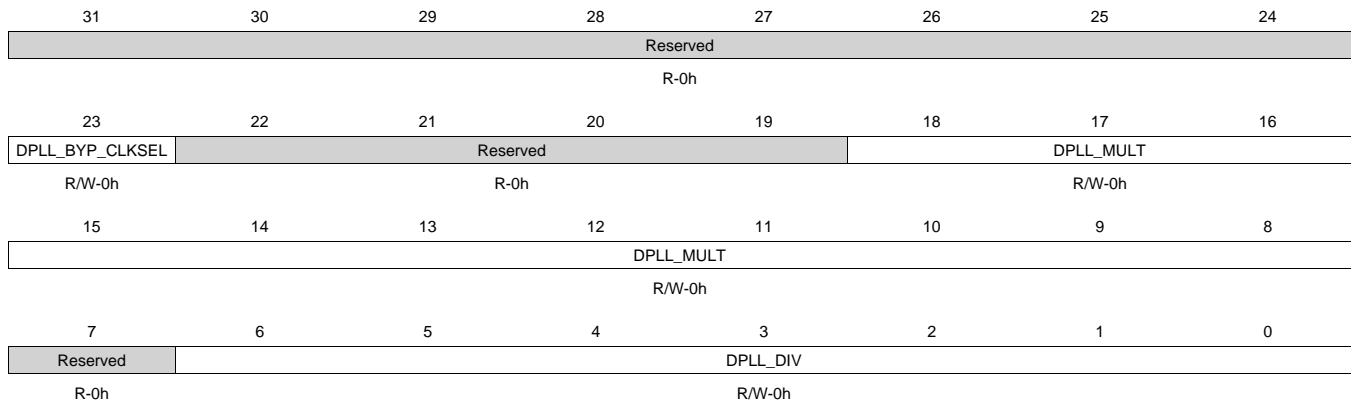 31 30 29 28 27 26 25 24
Reserved
R-0h
23 22 21 20 19 18 17 16
DPLL_BYP_CLKSEL Reserved DPLL_MULT
R/W-0h R-0h R/W-0h
15 14 13 12 11 10 9 8
DPLL_MULT
R/W-0h
7 6 5 4 3 2 1 0
Reserved DPLL_DIV
R-0h R/W-0h